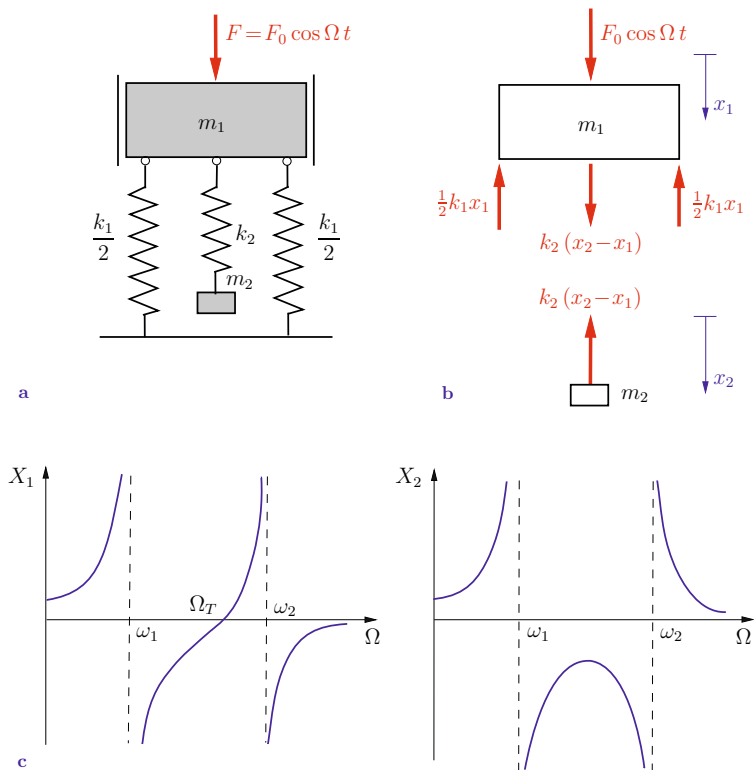 F = F₀ cos Ω t
m₁
k₁/2
k₂
k₁/2
m₂
a
F₀ cos Ω t
x₁
m₁
½k₁x₁
½k₁x₁
k₂ (x₂−x₁)
k₂ (x₂−x₁)
x₂
m₂
b
X₁
Ω_T
ω₁
ω₂
Ω
X₂
ω₁
ω₂
Ω
c